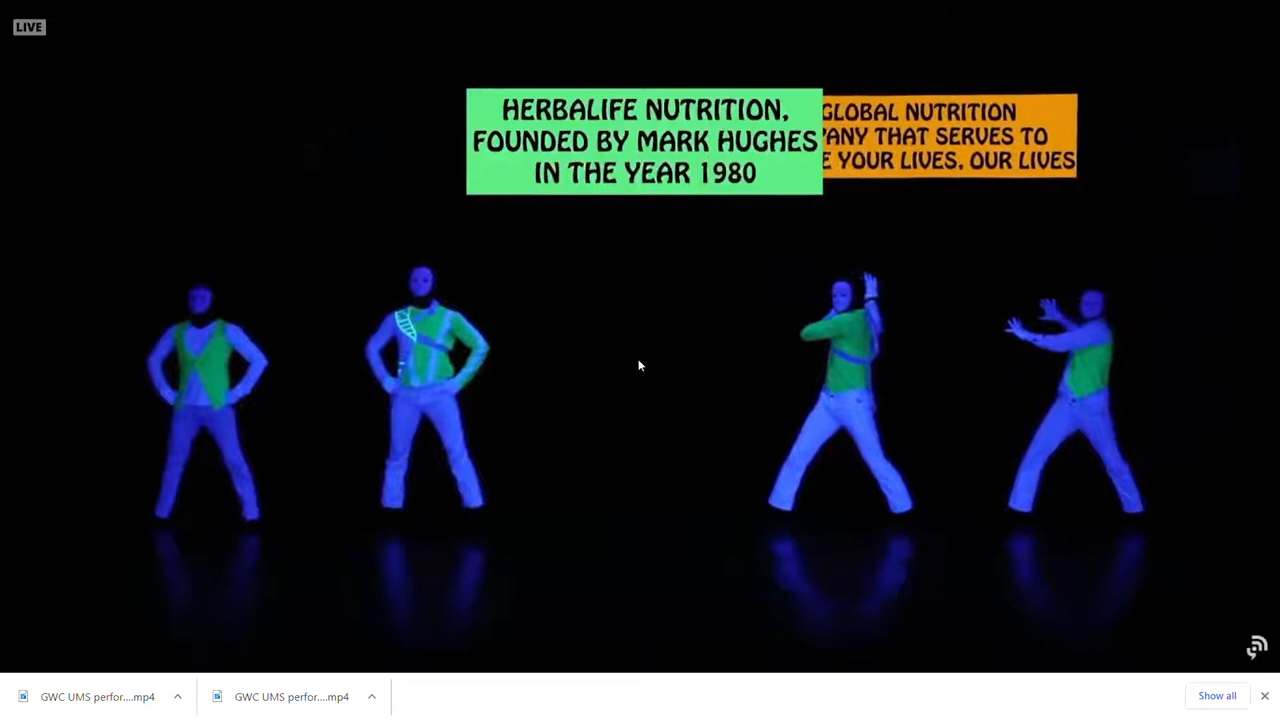 LIVE
HERBALIFE NUTRITION,
FOUNDED BY MARK HUGHES
IN THE YEAR 1980
GLOBAL NUTRITION
THAT SERVES TO
YOUR LIVES, OUR LIVES
GWC UMS perfor....mp4
GWC UMS perfor....mp4
Show all